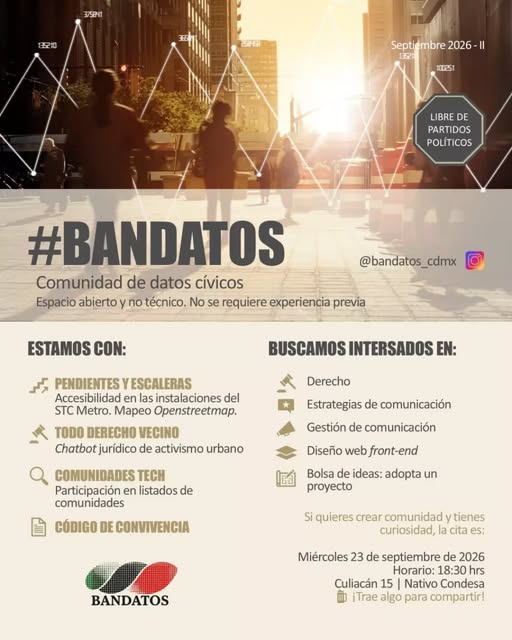 Septiembre 2026 - II
LIBRE DE
PARTIDOS
POLÍTICOS
#BANDATOS
@bandatos_cdmx
Comunidad de datos cívicos
Espacio abierto y no técnico. No se requiere experiencia previa
ESTAMOS CON:
PENDIENTES Y ESCALERAS
Accesibilidad en las instalaciones del
STC Metro. Mapeo Openstreetmap.
TODO DERECHO VECINO
Chatbot jurídico de activismo urbano
COMUNIDADES TECH
Participación en listados de
comunidades
CÓDIGO DE CONVIVENCIA
BANDATOS
BUSCAMOS INTERSADOS EN:
Derecho
Estrategias de comunicación
Gestión de comunicación
Diseño web front-end
Bolsa de ideas: adopta un
proyecto
Si quieres crear comunidad y tienes
curiosidad, la cita es:
Miércoles 23 de septiembre de 2026
Horario: 18:30 hrs
Culiacán 15 | Nativo Condesa
¡Trae algo para compartir!